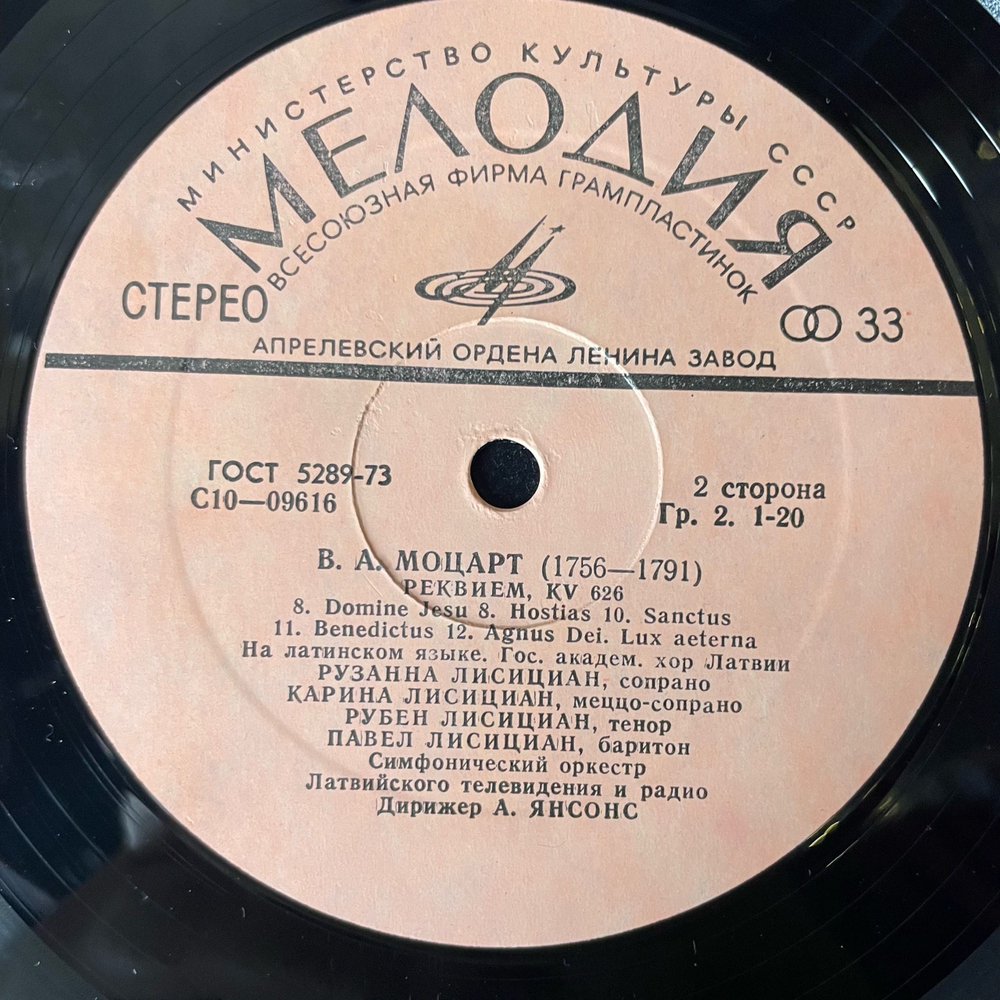 МИНИСТЕРСТВО КУЛЬТУРЫ СССР
МЕЛОДИЯ
ВСЕСОЮЗНАЯ ФИРМА ГРАМПЛАСТИНОК
СТЕРЕО
33
АПРЕЛЕВСКИЙ ОРДЕНА ЛЕНИНА ЗАВОД
ГОСТ 5289-73
С10—09616
2 сторона
Гр. 2. 1-20
В. А. МОЦАРТ (1756—1791)
РЕКВИЕМ, KV 626
8. Domine Jesu 8. Hostias 10. Sanctus
11. Benedictus 12. Agnus Dei. Lux aeterna
На латинском языке. Гос. академ. хор Латвии
РУЗАННА ЛИСИЦИАН, сопрано
КАРИНА ЛИСИЦИАН, меццо-сопрано
РУБЕН ЛИСИЦИАН, тенор
ПАВЕЛ ЛИСИЦИАН, баритон
Симфонический оркестр
Латвийского телевидения и радио
Дирижер А. ЯНСОНС